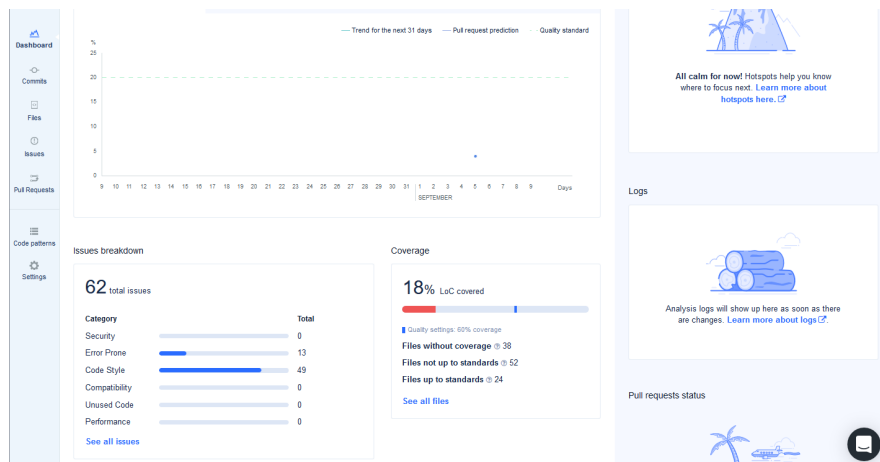 Dashboard
Commits
Files
Issues
Pull Requests
Code patterns
Settings
Trend for the next 31 days Pull request prediction Quality standard
%
25
20
15
10
5
0
9 10 11 12 13 14 15 16 17 18 19 20 21 22 23 24 25 26 27 28 29 30 31 1 2 3 4 5 6 7 8 9 Days
SEPTEMBER
Issues breakdown
62 total issues
Category Total
Security 0
Error Prone 13
Code Style 49
Compatibility 0
Unused Code 0
Performance 0
See all issues
Coverage
18% LoC covered
Quality settings: 60% coverage
Files without coverage 38
Files not up to standards 52
Files up to standards 24
See all files
All calm for now! Hotspots help you know
where to focus next. Learn more about
hotspots here.
Logs
Analysis logs will show up here as soon as there
are changes. Learn more about logs.
Pull requests status